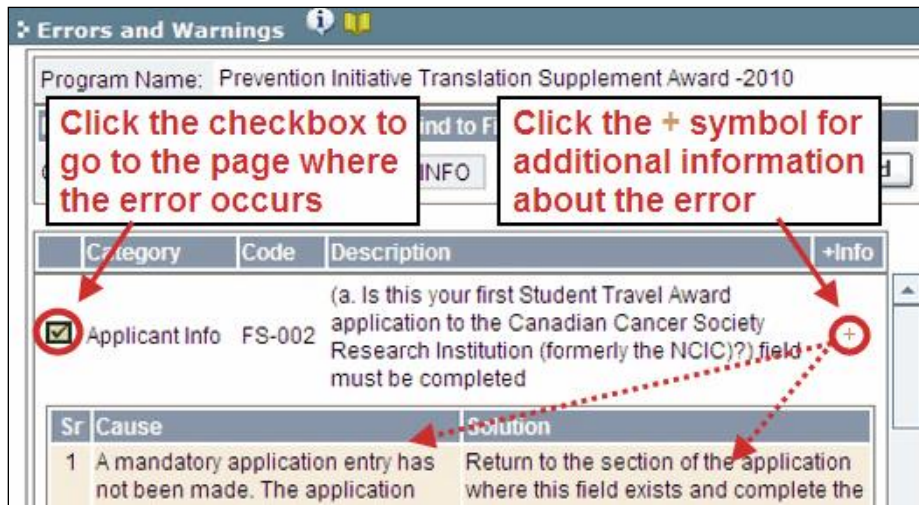 Errors and Warnings
Program Name: Prevention Initiative Translation Supplement Award -2010
Click the checkbox to
go to the page where
the error occurs
ind to Fi
INFO
Click the + symbol for
additional information
about the error
d
Category Code Description +Info
Applicant Info FS-002 (a. Is this your first Student Travel Award
application to the Canadian Cancer Society
Research Institution (formerly the NCIC)?) field
must be completed
+
Sr Cause Solution
1 A mandatory application entry has Return to the section of the application
not been made. The application where this field exists and complete the